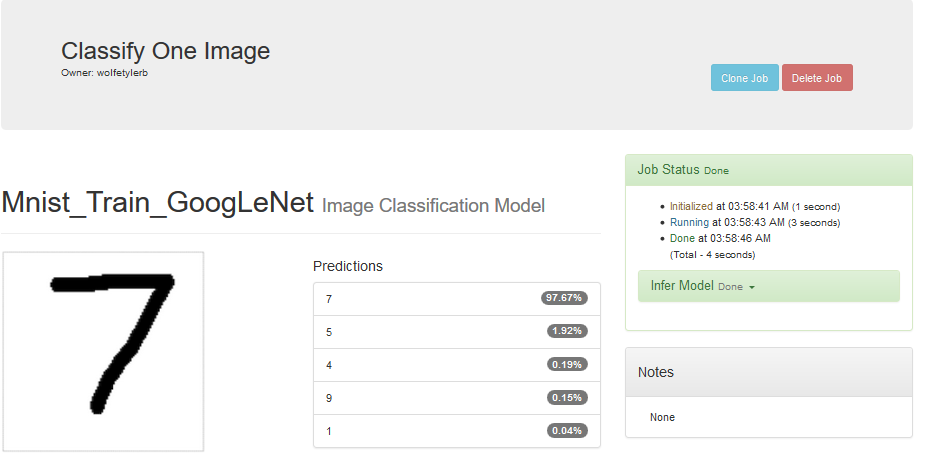 Classify One Image
Owner: wolfetylerb
Clone Job Delete Job
Mnist_Train_GoogLeNet Image Classification Model
7
Predictions
7 97.67%
5 1.92%
4 0.19%
9 0.15%
1 0.04%
Job Status Done
Initialized at 03:58:41 AM (1 second)
Running at 03:58:43 AM (3 seconds)
Done at 03:58:46 AM
(Total - 4 seconds)
Infer Model Done
Notes
None